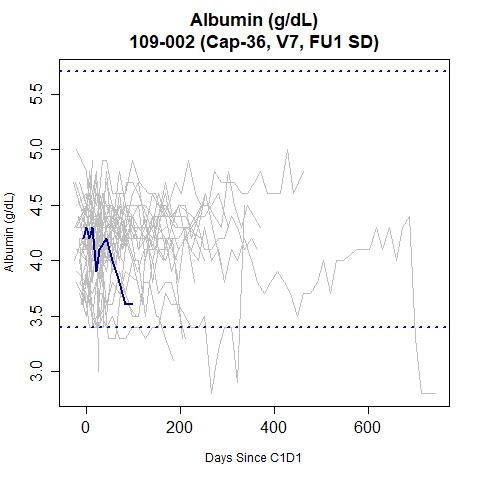 Albumin (g/dL)
109-002 (Cap-36, V7, FU1 SD)
Albumin (g/dL)
5.5
5.0
4.5
4.0
3.5
3.0
0 200 400 600
Days Since C1D1